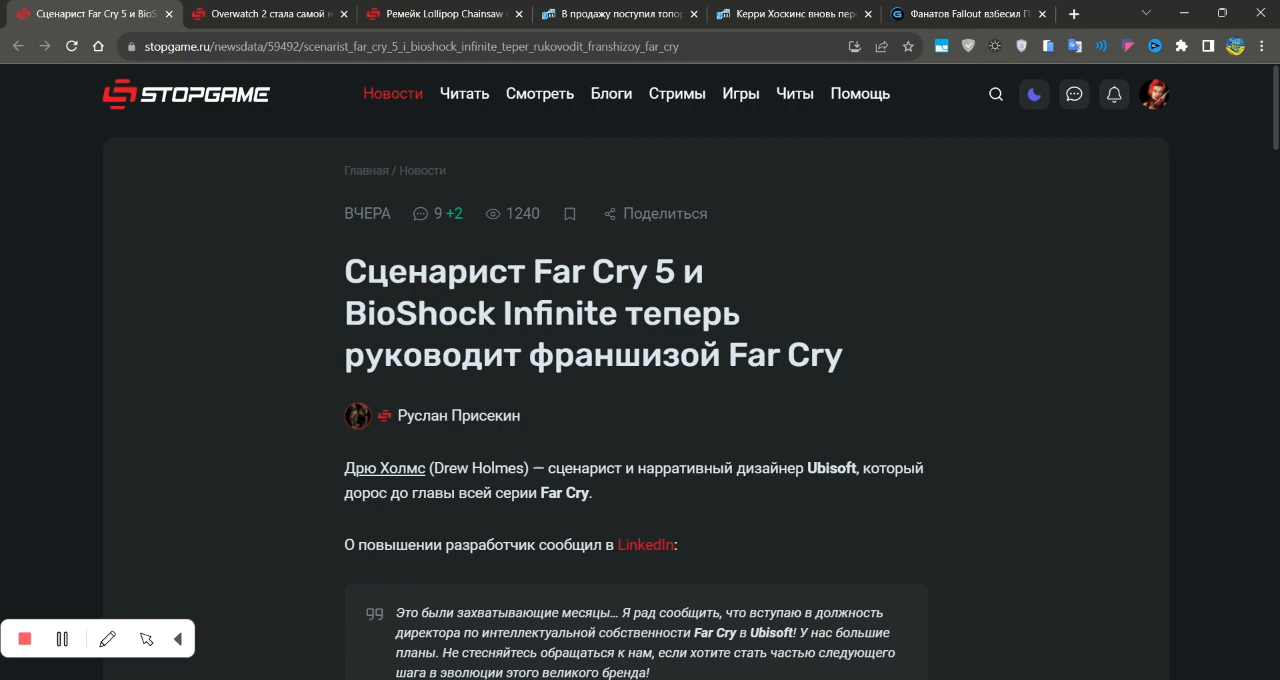 Сценарист Far Cry 5 и BioS
Overwatch 2 стала самой н
Ремейк Lollipop Chainsaw
В продажу поступил топор
Керри Хоскинс вновь пер
Фанатов Fallout взбесил
stopgame.ru/newsdata/59492/scenarist_far_cry_5_i_bioshock_infinite_teper_rukovodit_franshizoy_far_cry
STOPGAME
Новости Читать Смотреть Блоги Стримы Игры Читы Помощь
Главная / Новости
ВЧЕРА 9 +2 1240 Поделиться
Сценарист Far Cry 5 и
BioShock Infinite теперь
руководит франшизой Far Cry
Руслан Присекин
Дрю Холмс (Drew Holmes) — сценарист и нарративный дизайнер Ubisoft, который
дорос до главы всей серии Far Cry.
О повышении разработчик сообщил в LinkedIn:
Это были захватывающие месяцы... Я рад сообщить, что вступаю в должность
директора по интеллектуальной собственности Far Cry в Ubisoft! У нас большие
планы. Не стесняйтесь обращаться к нам, если хотите стать частью следующего
шага в эволюции этого великого бренда!